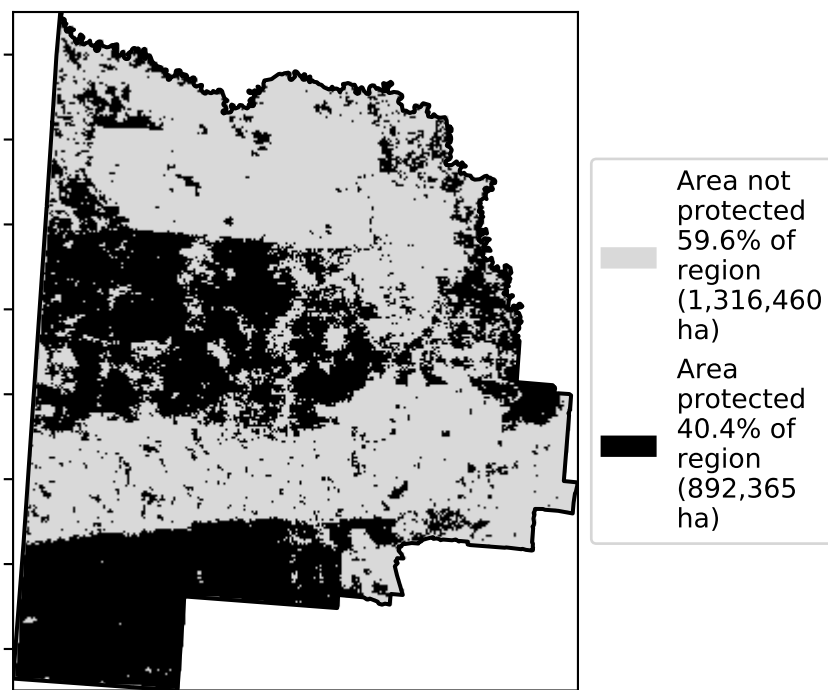 Area not
protected
59.6% of
region
(1,316,460
ha)
Area
protected
40.4% of
region
(892,365
ha)